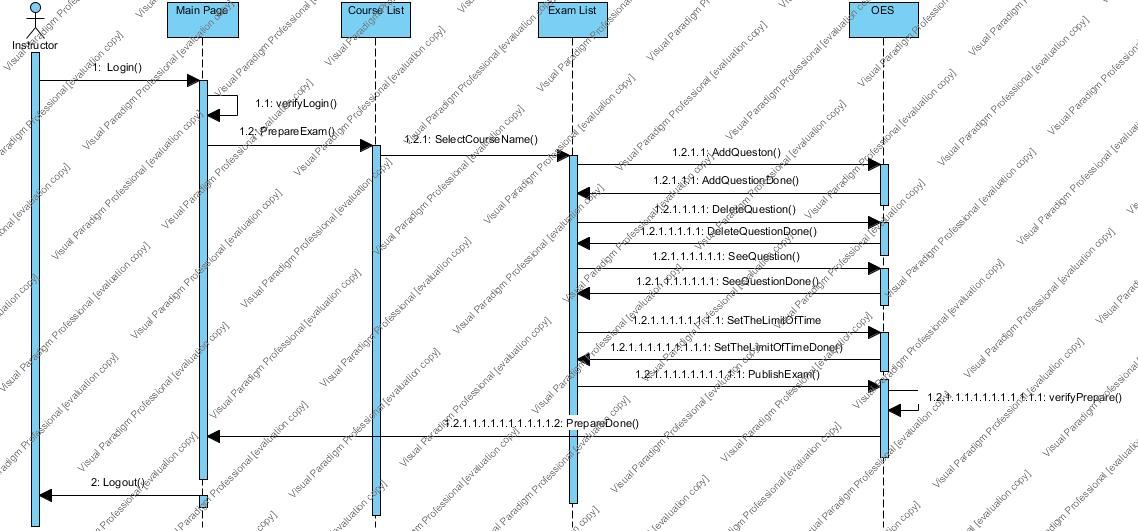 Main Page
Course List
Exam List
OES
Instructor
1: Login()
1.1: verifyLogin()
1.2: PrepareExam()
1.2.1: SelectCourseName()
1.2.1.1: AddQueston()
1.2.1.1.1: AddQuestionDone()
1.2.1.1.1.1: DeleteQuestion()
1.2.1.1.1.1.1: DeleteQuestionDone()
1.2.1.1.1.1.1.1: SeeQuestion()
1.2.1.1.1.1.1.1.1: SeeQuestionDone()
1.2.1.1.1.1.1.1.1.1: SetTheLimitOfTime
1.2.1.1.1.1.1.1.1.1.1: SetTheLimitOfTimeDone()
1.2.1.1.1.1.1.1.1.1.1.1: PublishExam()
1.2.1.1.1.1.1.1.1.1.1.1.1: verifyPrepare()
1.2.1.1.1.1.1.1.1.1.1.1.2: PrepareDone()
2: Logout()
Visual Paradigm Professional [evaluation copy]